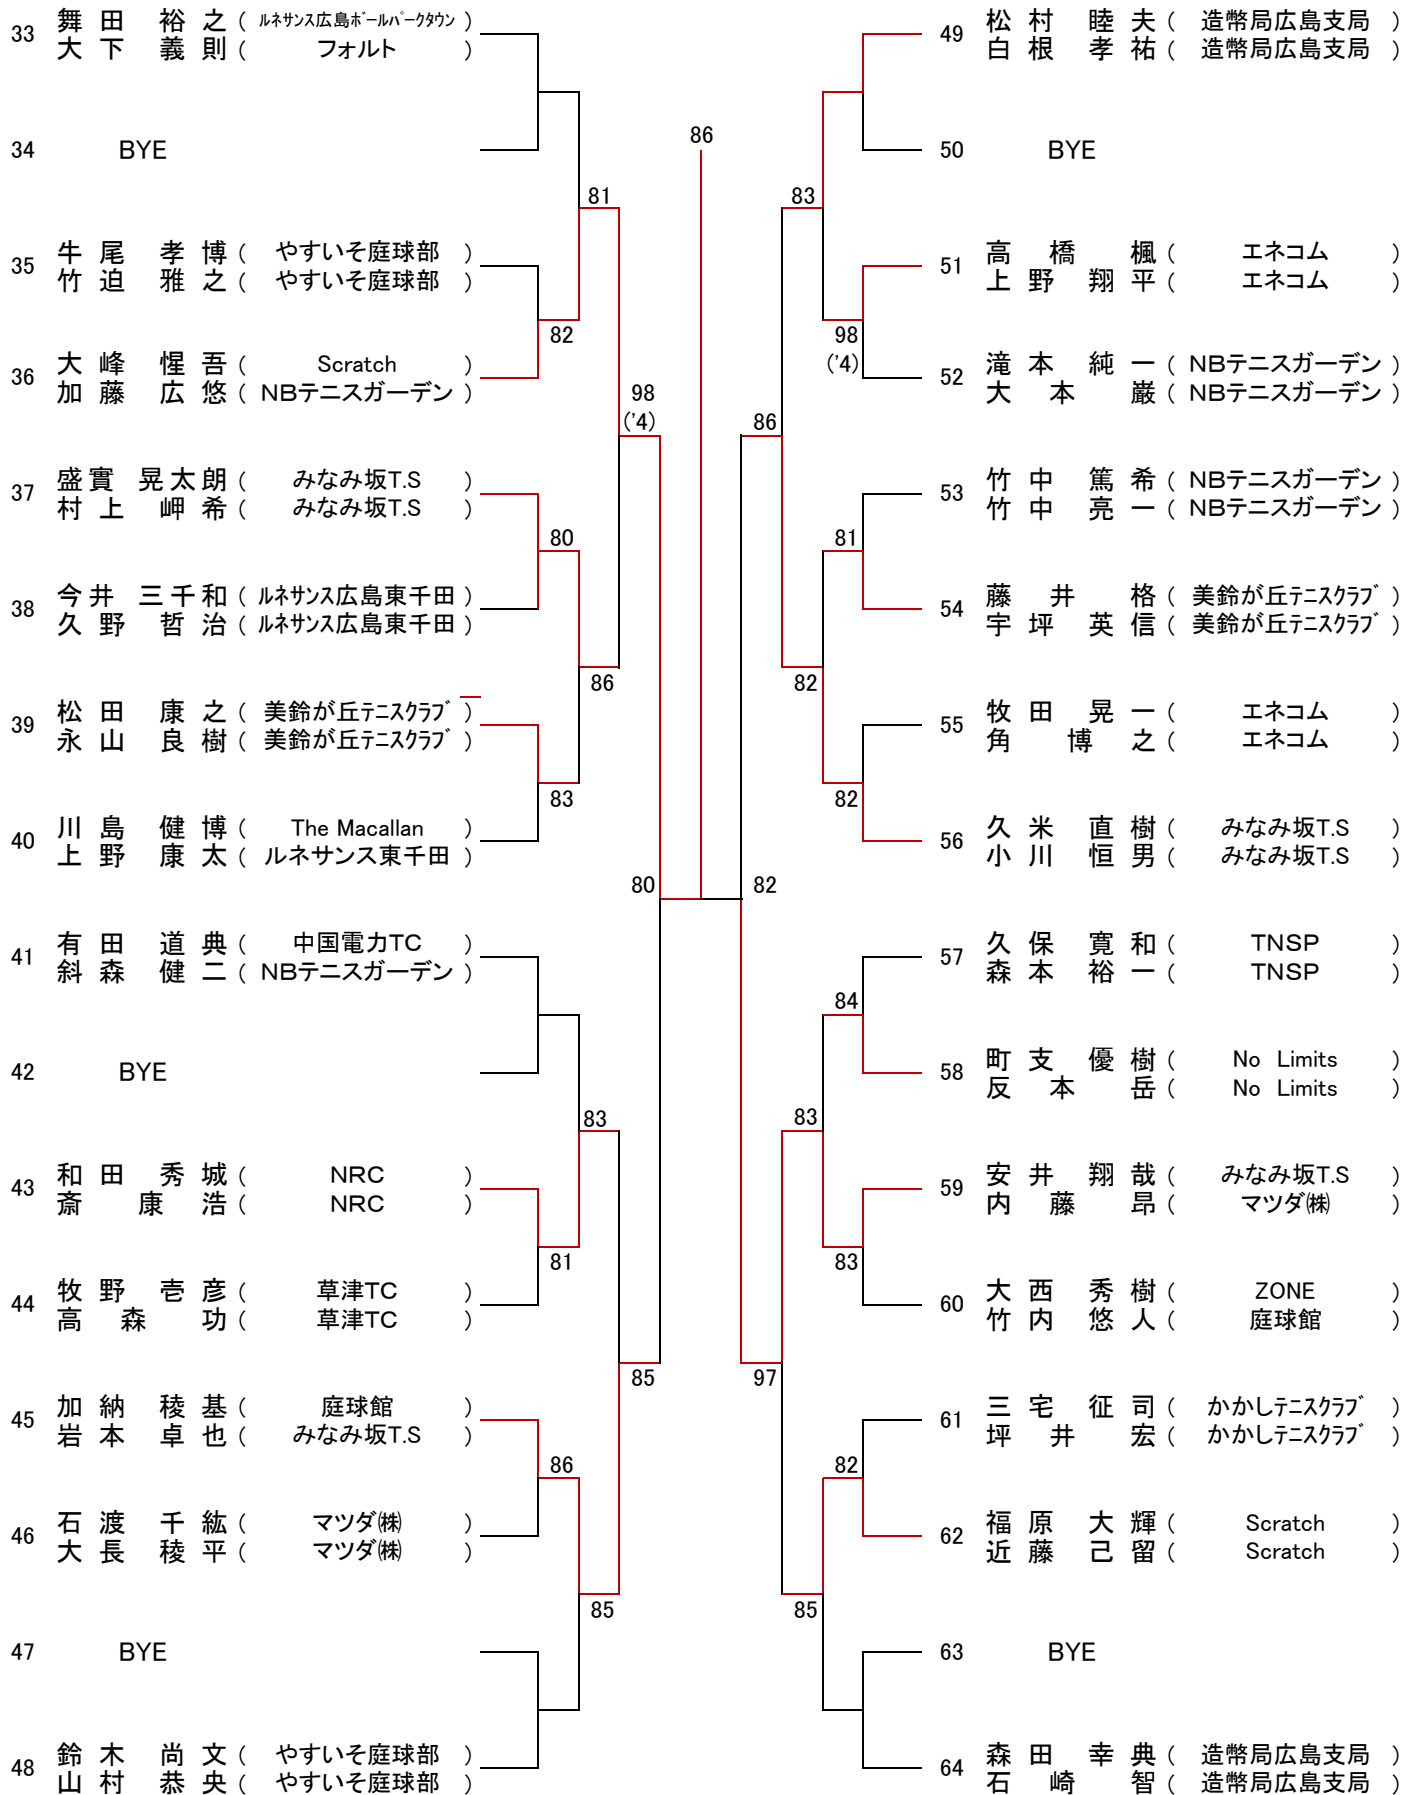 33 舞田 裕之 ( ルネサンス広島ボールパークタウン )
大下 義則 ( フォルト )
34 BYE
81
35 牛尾 孝博 ( やすいそ庭球部 )
竹迫 雅之 ( やすいそ庭球部 )
82
36 大峰 惺吾 ( Scratch )
加藤 広悠 ( NBテニスガーデン )
98
('4)
37 盛實 晃太朗 ( みなみ坂T.S )
村上 岬希 ( みなみ坂T.S )
80
38 今井 三千和 ( ルネサンス広島東千田 )
久野 哲治 ( ルネサンス広島東千田 )
86
39 松田 康之 ( 美鈴が丘テニスクラブ )
永山 良樹 ( 美鈴が丘テニスクラブ )
83
40 川島 健博 ( The Macallan )
上野 康太 ( ルネサンス東千田 )
80
41 有田 道典 ( 中国電力TC )
斜森 健二 ( NBテニスガーデン )
42 BYE
83
43 和田 秀城 ( NRC )
斎 康浩 ( NRC )
81
44 牧野 壱彦 ( 草津TC )
高森 功 ( 草津TC )
85
45 加納 稜基 ( 庭球館 )
岩本 卓也 ( みなみ坂T.S )
86
46 石渡 千紘 ( マツダ㈱ )
大長 稜平 ( マツダ㈱ )
85
47 BYE
48 鈴木 尚文 ( やすいそ庭球部 )
山村 恭央 ( やすいそ庭球部 )
86
49 松村 睦夫 ( 造幣局広島支局 )
白根 孝祐 ( 造幣局広島支局 )
50 BYE
83
51 高橋 楓 ( エネコム )
上野 翔平 ( エネコム )
98
('4)
52 滝本 純一 ( NBテニスガーデン )
大本 巌 ( NBテニスガーデン )
86
53 竹中 篤希 ( NBテニスガーデン )
竹中 亮一 ( NBテニスガーデン )
81
54 藤井 格 ( 美鈴が丘テニスクラブ )
宇坪 英信 ( 美鈴が丘テニスクラブ )
82
55 牧田 晃一 ( エネコム )
角 博之 ( エネコム )
82
56 久米 直樹 ( みなみ坂T.S )
小川 恒男 ( みなみ坂T.S )
82
57 久保 寛和 ( TNSP )
森本 裕一 ( TNSP )
84
58 町支 優樹 ( No Limits )
反本 岳 ( No Limits )
83
59 安井 翔哉 ( みなみ坂T.S )
内藤 昂 ( マツダ㈱ )
83
60 大西 秀樹 ( ZONE )
竹内 悠人 ( 庭球館 )
97
61 三宅 征司 ( かかしテニスクラブ )
坪井 宏 ( かかしテニスクラブ )
82
62 福原 大輝 ( Scratch )
近藤 己留 ( Scratch )
85
63 BYE
64 森田 幸典 ( 造幣局広島支局 )
石崎 智 ( 造幣局広島支局 )